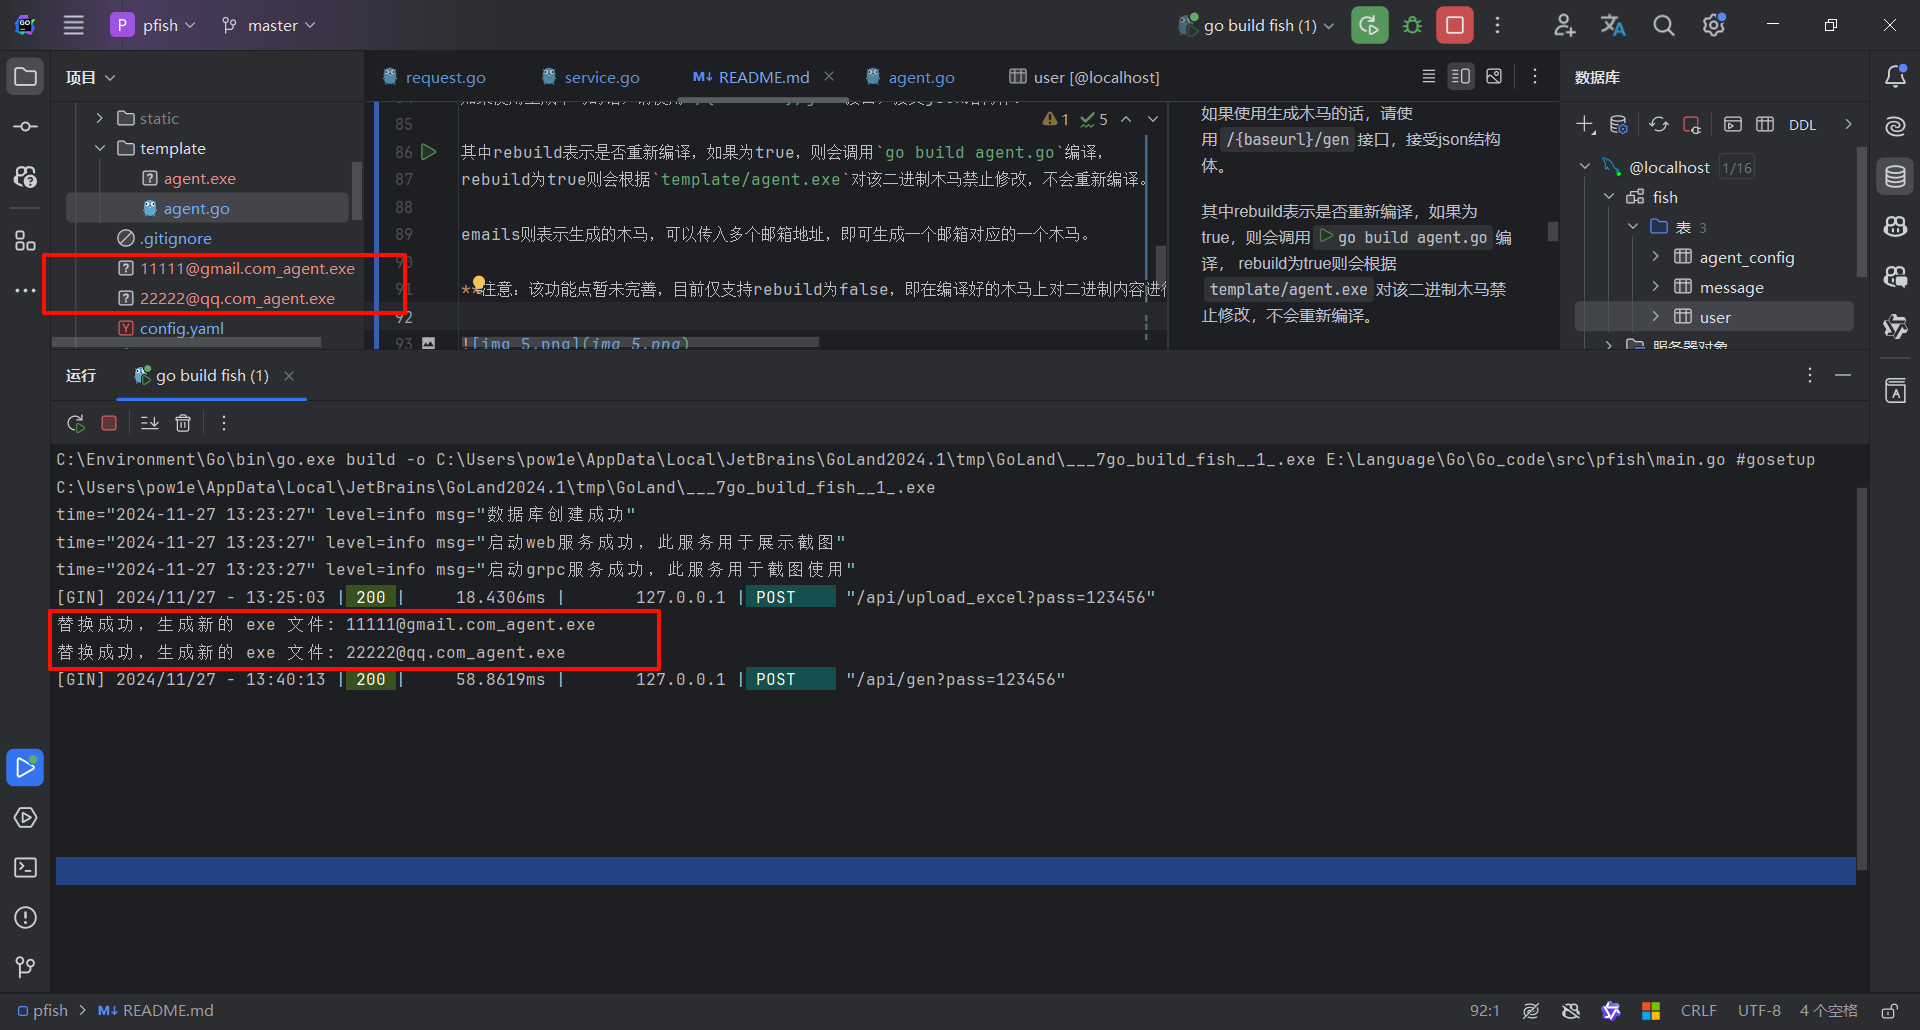 P pfish master go build fish (1)
项目
request.go service.go M↓ README.md agent.go user [@localhost] 数据库
static
template
agent.exe
agent.go
.gitignore
11111@gmail.com_agent.exe
22222@qq.com_agent.exe
config.yaml
1 5
85
86 其中rebuild表示是否重新编译，如果为true，则会调用`go build agent.go`编译，
87 rebuild为true则会根据`template/agent.exe`对该二进制木马禁止修改，不会重新编译。
88
89 emails则表示生成的木马，可以传入多个邮箱地址，即可生成一个邮箱对应的一个木马。
90
91 **注意：该功能点暂未完善，目前仅支持rebuild为false，即在编译好的木马上对二进制内容进行
92
93 ![img_5.png](img_5.png)
如果使用生成木马的话，请使
用 /{baseurl}/gen 接口，接受json结构
体。
其中rebuild表示是否重新编译，如果为
true，则会调用 go build agent.go 编
译， rebuild为true则会根据
template/agent.exe 对该二进制木马禁
止修改，不会重新编译。
DDL
@localhost 1/16
fish
表 3
agent_config
message
user
服务器对象
运行 go build fish (1)
C:\Environment\Go\bin\go.exe build -o C:\Users\pow1e\AppData\Local\JetBrains\GoLand2024.1\tmp\GoLand\___7go_build_fish__1_.exe E:\Language\Go\Go_code\src\pfish\main.go #gosetup
C:\Users\pow1e\AppData\Local\JetBrains\GoLand2024.1\tmp\GoLand\___7go_build_fish__1_.exe
time="2024-11-27 13:23:27" level=info msg="数据库创建成功"
time="2024-11-27 13:23:27" level=info msg="启动web服务成功，此服务用于展示截图"
time="2024-11-27 13:23:27" level=info msg="启动grpc服务成功，此服务用于截图使用"
[GIN] 2024/11/27 - 13:25:03 | 200 | 18.4306ms | 127.0.0.1 | POST "/api/upload_excel?pass=123456"
替换成功，生成新的 exe 文件: 11111@gmail.com_agent.exe
替换成功，生成新的 exe 文件: 22222@qq.com_agent.exe
[GIN] 2024/11/27 - 13:40:13 | 200 | 58.8619ms | 127.0.0.1 | POST "/api/gen?pass=123456"
pfish M↓ README.md 92:1 CRLF UTF-8 4 个空格